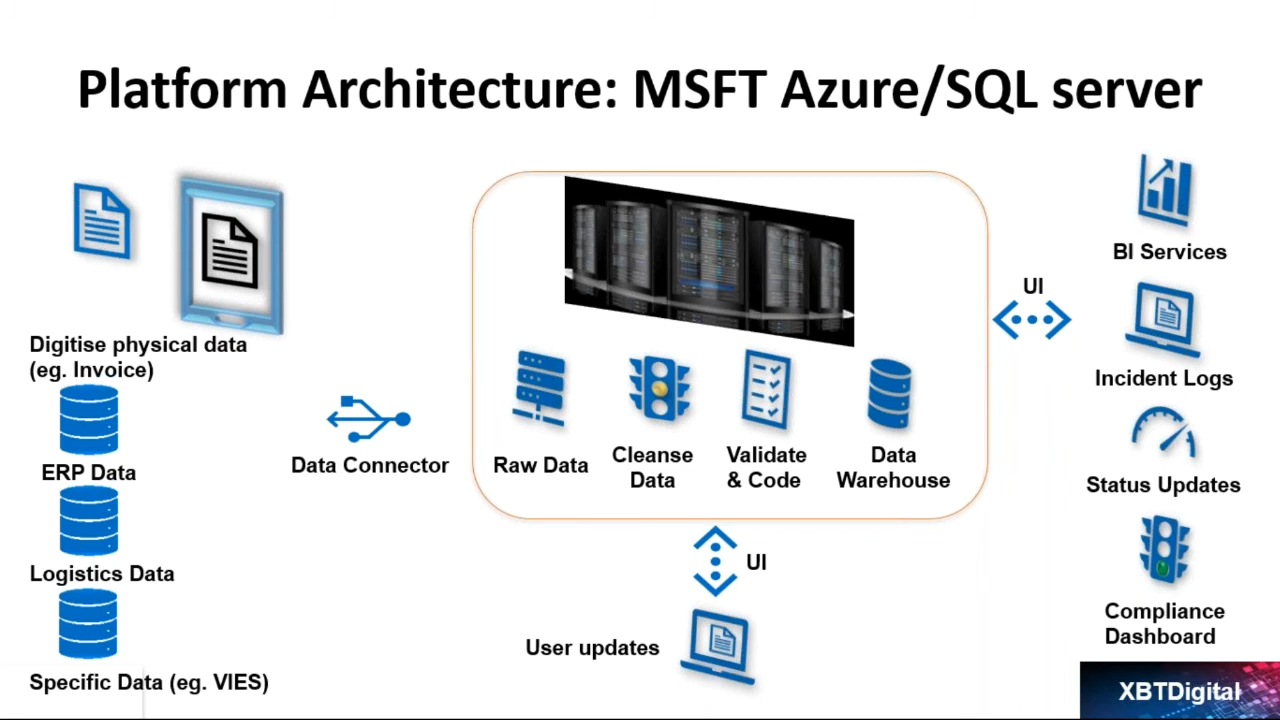 Platform Architecture: MSFT Azure/SQL server
Digitise physical data
(eg. Invoice)
ERP Data
Logistics Data
Specific Data (eg. VIES)
Data Connector
Raw Data
Cleanse
Data
Validate
& Code
Data
Warehouse
UI
User updates
UI
BI Services
Incident Logs
Status Updates
Compliance
Dashboard
XBTDigital